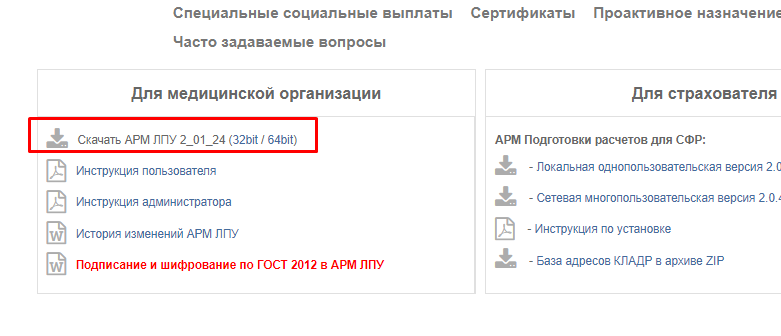 Специальные социальные выплаты Сертификаты Проактивное назначение
Часто задаваемые вопросы
Для медицинской организации
Скачать АРМ ЛПУ 2_01_24 (32bit / 64bit)
Инструкция пользователя
Инструкция администратора
История изменений АРМ ЛПУ
Подписание и шифрование по ГОСТ 2012 в АРМ ЛПУ
Для страхователя
АРМ Подготовки расчетов для СФР:
- Локальная однопользовательская версия 2.0
- Сетевая многопользовательская версия 2.0.4
- Инструкция по установке
- База адресов КЛАДР в архиве ZIP